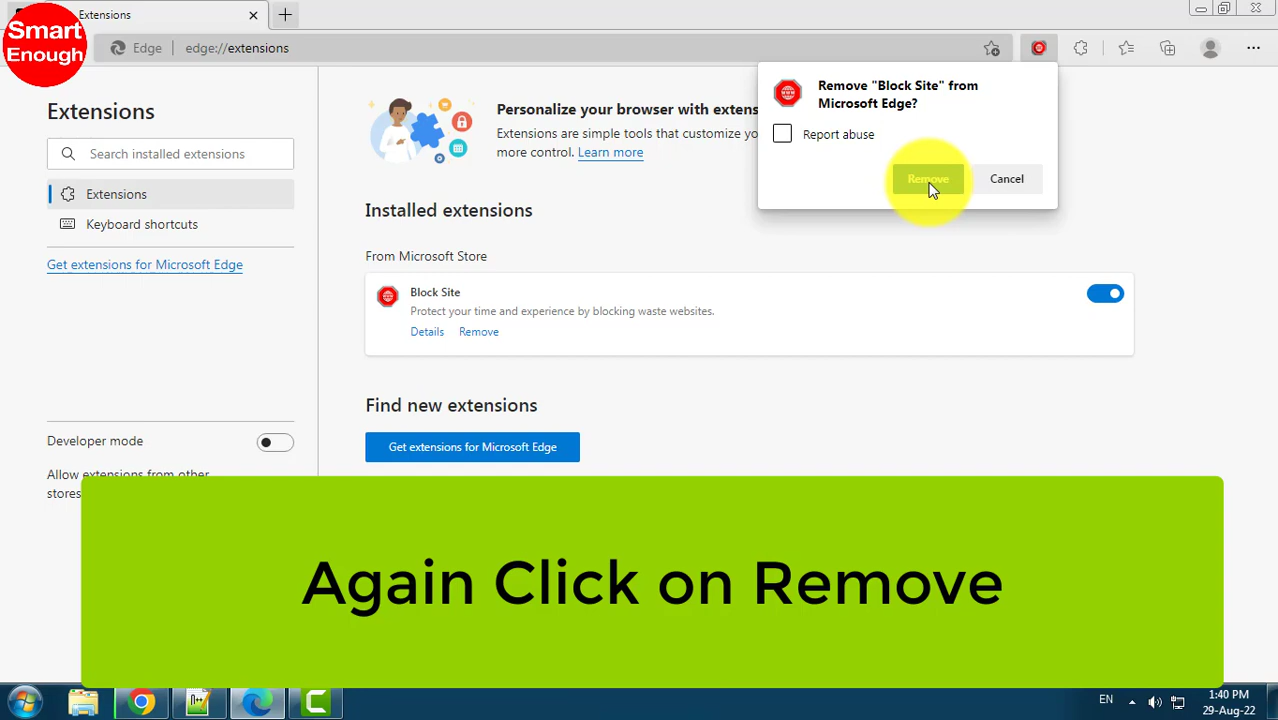 Smart
Enough
Extensions
Edge
edge://extensions
Extensions
Search installed extensions
Extensions
Keyboard shortcuts
Get extensions for Microsoft Edge
Developer mode
Allow extensions from other
stores
Personalize your browser with exten
Extensions are simple tools that customize yo
more control. Learn more
Remove "Block Site" from
Microsoft Edge?
Report abuse
Remove
Cancel
Installed extensions
From Microsoft Store
Block Site
Protect your time and experience by blocking waste websites.
Details Remove
Find new extensions
Get extensions for Microsoft Edge
Again Click on Remove
EN
1:40 PM
29-Aug-22